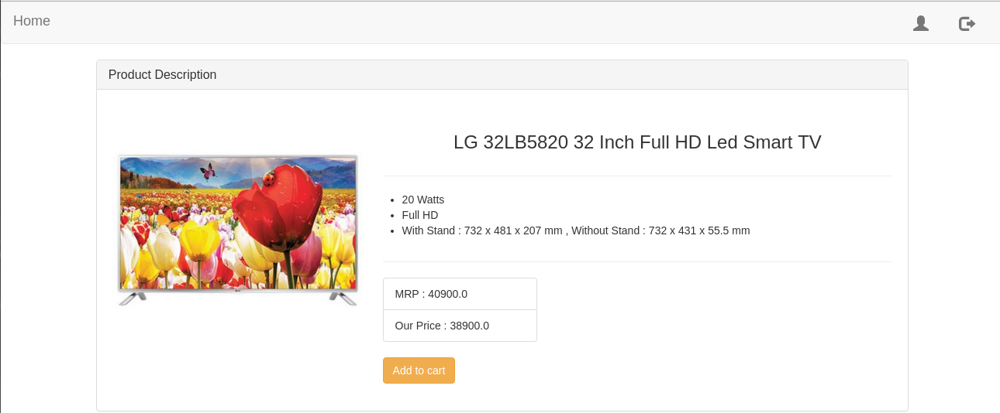 Home
Product Description
LG 32LB5820 32 Inch Full HD Led Smart TV
20 Watts
Full HD
With Stand : 732 x 481 x 207 mm , Without Stand : 732 x 431 x 55.5 mm
MRP : 40900.0
Our Price : 38900.0
Add to cart